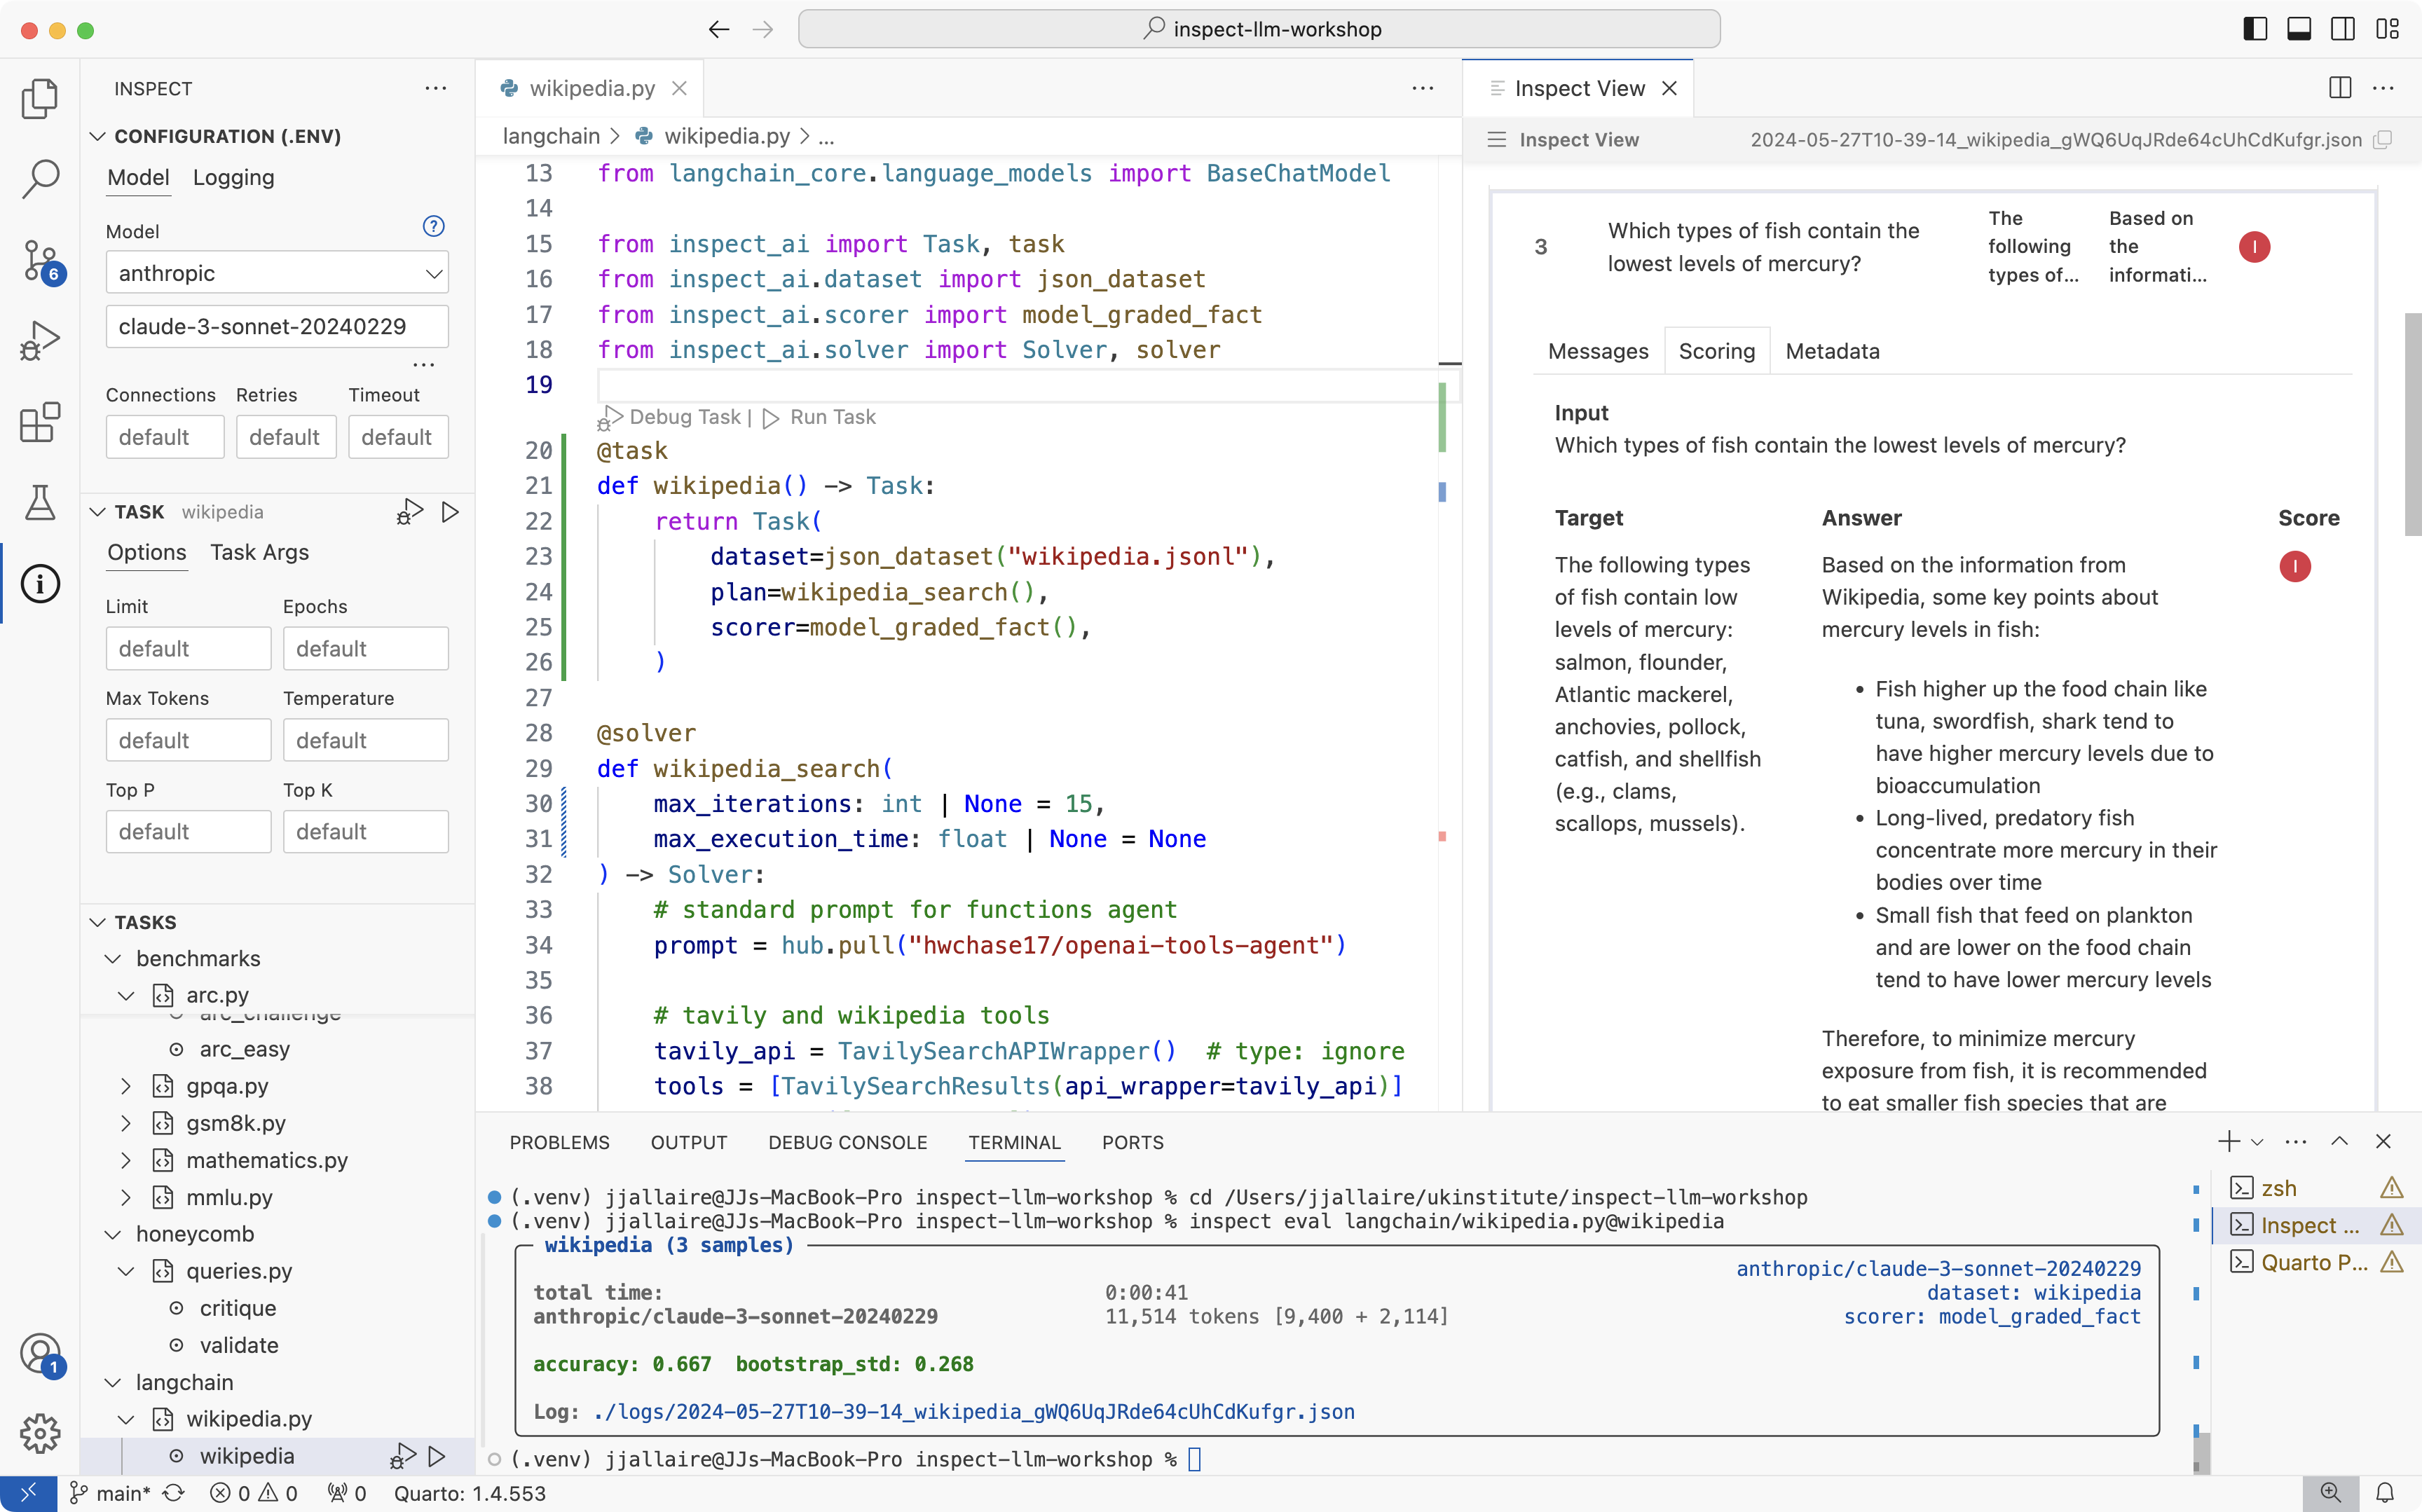 inspect-llm-workshop
INSPECT
CONFIGURATION (.ENV)
Model Logging
Model
anthropic
claude-3-sonnet-20240229
Connections Retries Timeout
default default default
TASK wikipedia
Options Task Args
Limit Epochs
default default
Max Tokens Temperature
default default
Top P Top K
default default
TASKS
benchmarks
arc.py
arc_challenge
arc_easy
gpqa.py
gsm8k.py
mathematics.py
mmlu.py
honeycomb
queries.py
critique
validate
langchain
wikipedia.py
wikipedia
6
1
wikipedia.py
langchain > wikipedia.py > ...
13 from langchain_core.language_models import BaseChatModel
14
15 from inspect_ai import Task, task
16 from inspect_ai.dataset import json_dataset
17 from inspect_ai.scorer import model_graded_fact
18 from inspect_ai.solver import Solver, solver
19
Debug Task | Run Task
20 @task
21 def wikipedia() -> Task:
22 return Task(
23 dataset=json_dataset("wikipedia.jsonl"),
24 plan=wikipedia_search(),
25 scorer=model_graded_fact(),
26 )
27
28 @solver
29 def wikipedia_search(
30 max_iterations: int | None = 15,
31 max_execution_time: float | None = None
32 ) -> Solver:
33 # standard prompt for functions agent
34 prompt = hub.pull("hwchase17/openai-tools-agent")
35
36 # tavily and wikipedia tools
37 tavily_api = TavilySearchAPIWrapper() # type: ignore
38 tools = [TavilySearchResults(api_wrapper=tavily_api)]
Inspect View
Inspect View 2024-05-27T10-39-14_wikipedia_gWQ6UqJRde64cUhCdKufgr.json
3
Which types of fish contain the
lowest levels of mercury?
The
following
types of...
Based on
the
informati...
I
Messages Scoring Metadata
Input
Which types of fish contain the lowest levels of mercury?
Target
The following types
of fish contain low
levels of mercury:
salmon, flounder,
Atlantic mackerel,
anchovies, pollock,
catfish, and shellfish
(e.g., clams,
scallops, mussels).
Answer
Based on the information from
Wikipedia, some key points about
mercury levels in fish:
• Fish higher up the food chain like
tuna, swordfish, shark tend to
have higher mercury levels due to
bioaccumulation
• Long-lived, predatory fish
concentrate more mercury in their
bodies over time
• Small fish that feed on plankton
and are lower on the food chain
tend to have lower mercury levels
Therefore, to minimize mercury
exposure from fish, it is recommended
to eat smaller fish species that are
Score
I
PROBLEMS OUTPUT DEBUG CONSOLE TERMINAL PORTS
(.venv) jjallaire@JJs-MacBook-Pro inspect-llm-workshop % cd /Users/jjallaire/ukinstitute/inspect-llm-workshop
(.venv) jjallaire@JJs-MacBook-Pro inspect-llm-workshop % inspect eval langchain/wikipedia.py@wikipedia
wikipedia (3 samples)
anthropic/claude-3-sonnet-20240229
total time: 0:00:41 dataset: wikipedia
anthropic/claude-3-sonnet-20240229 11,514 tokens [9,400 + 2,114] scorer: model_graded_fact
accuracy: 0.667 bootstrap_std: 0.268
Log: ./logs/2024-05-27T10-39-14_wikipedia_gWQ6UqJRde64cUhCdKufgr.json
(.venv) jjallaire@JJs-MacBook-Pro inspect-llm-workshop %
zsh
Inspect ...
Quarto P...
main* 0 0 0 Quarto: 1.4.553